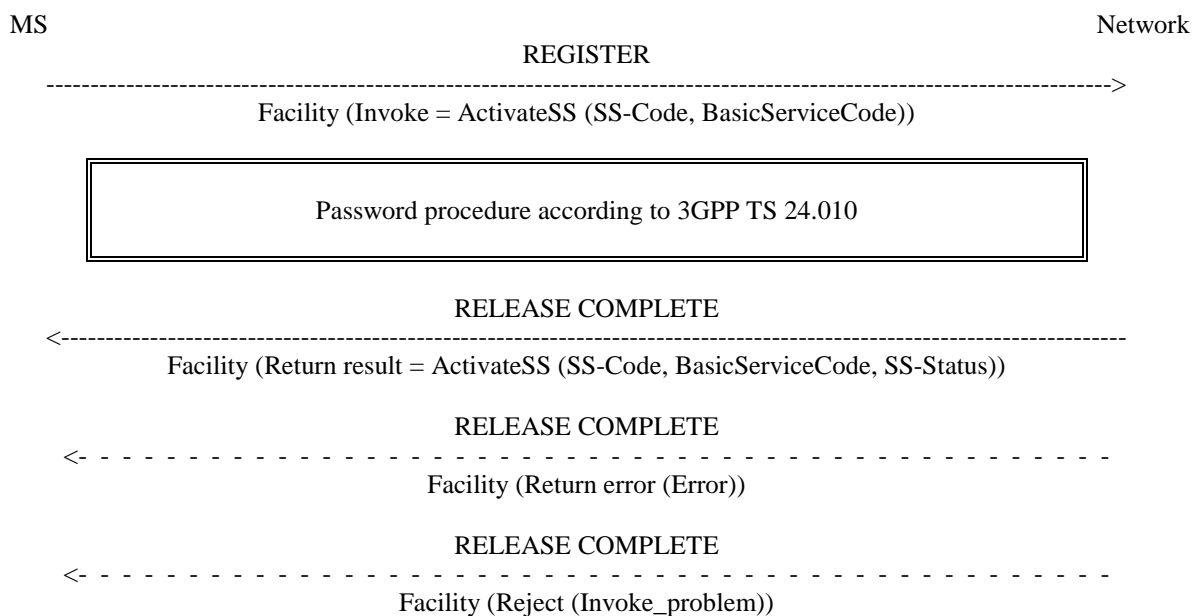 MS Network
REGISTER
Facility (Invoke = ActivateSS (SS-Code, BasicServiceCode))
Password procedure according to 3GPP TS 24.010
RELEASE COMPLETE
Facility (Return result = ActivateSS (SS-Code, BasicServiceCode, SS-Status))
RELEASE COMPLETE
Facility (Return error (Error))
RELEASE COMPLETE
Facility (Reject (Invoke_problem))